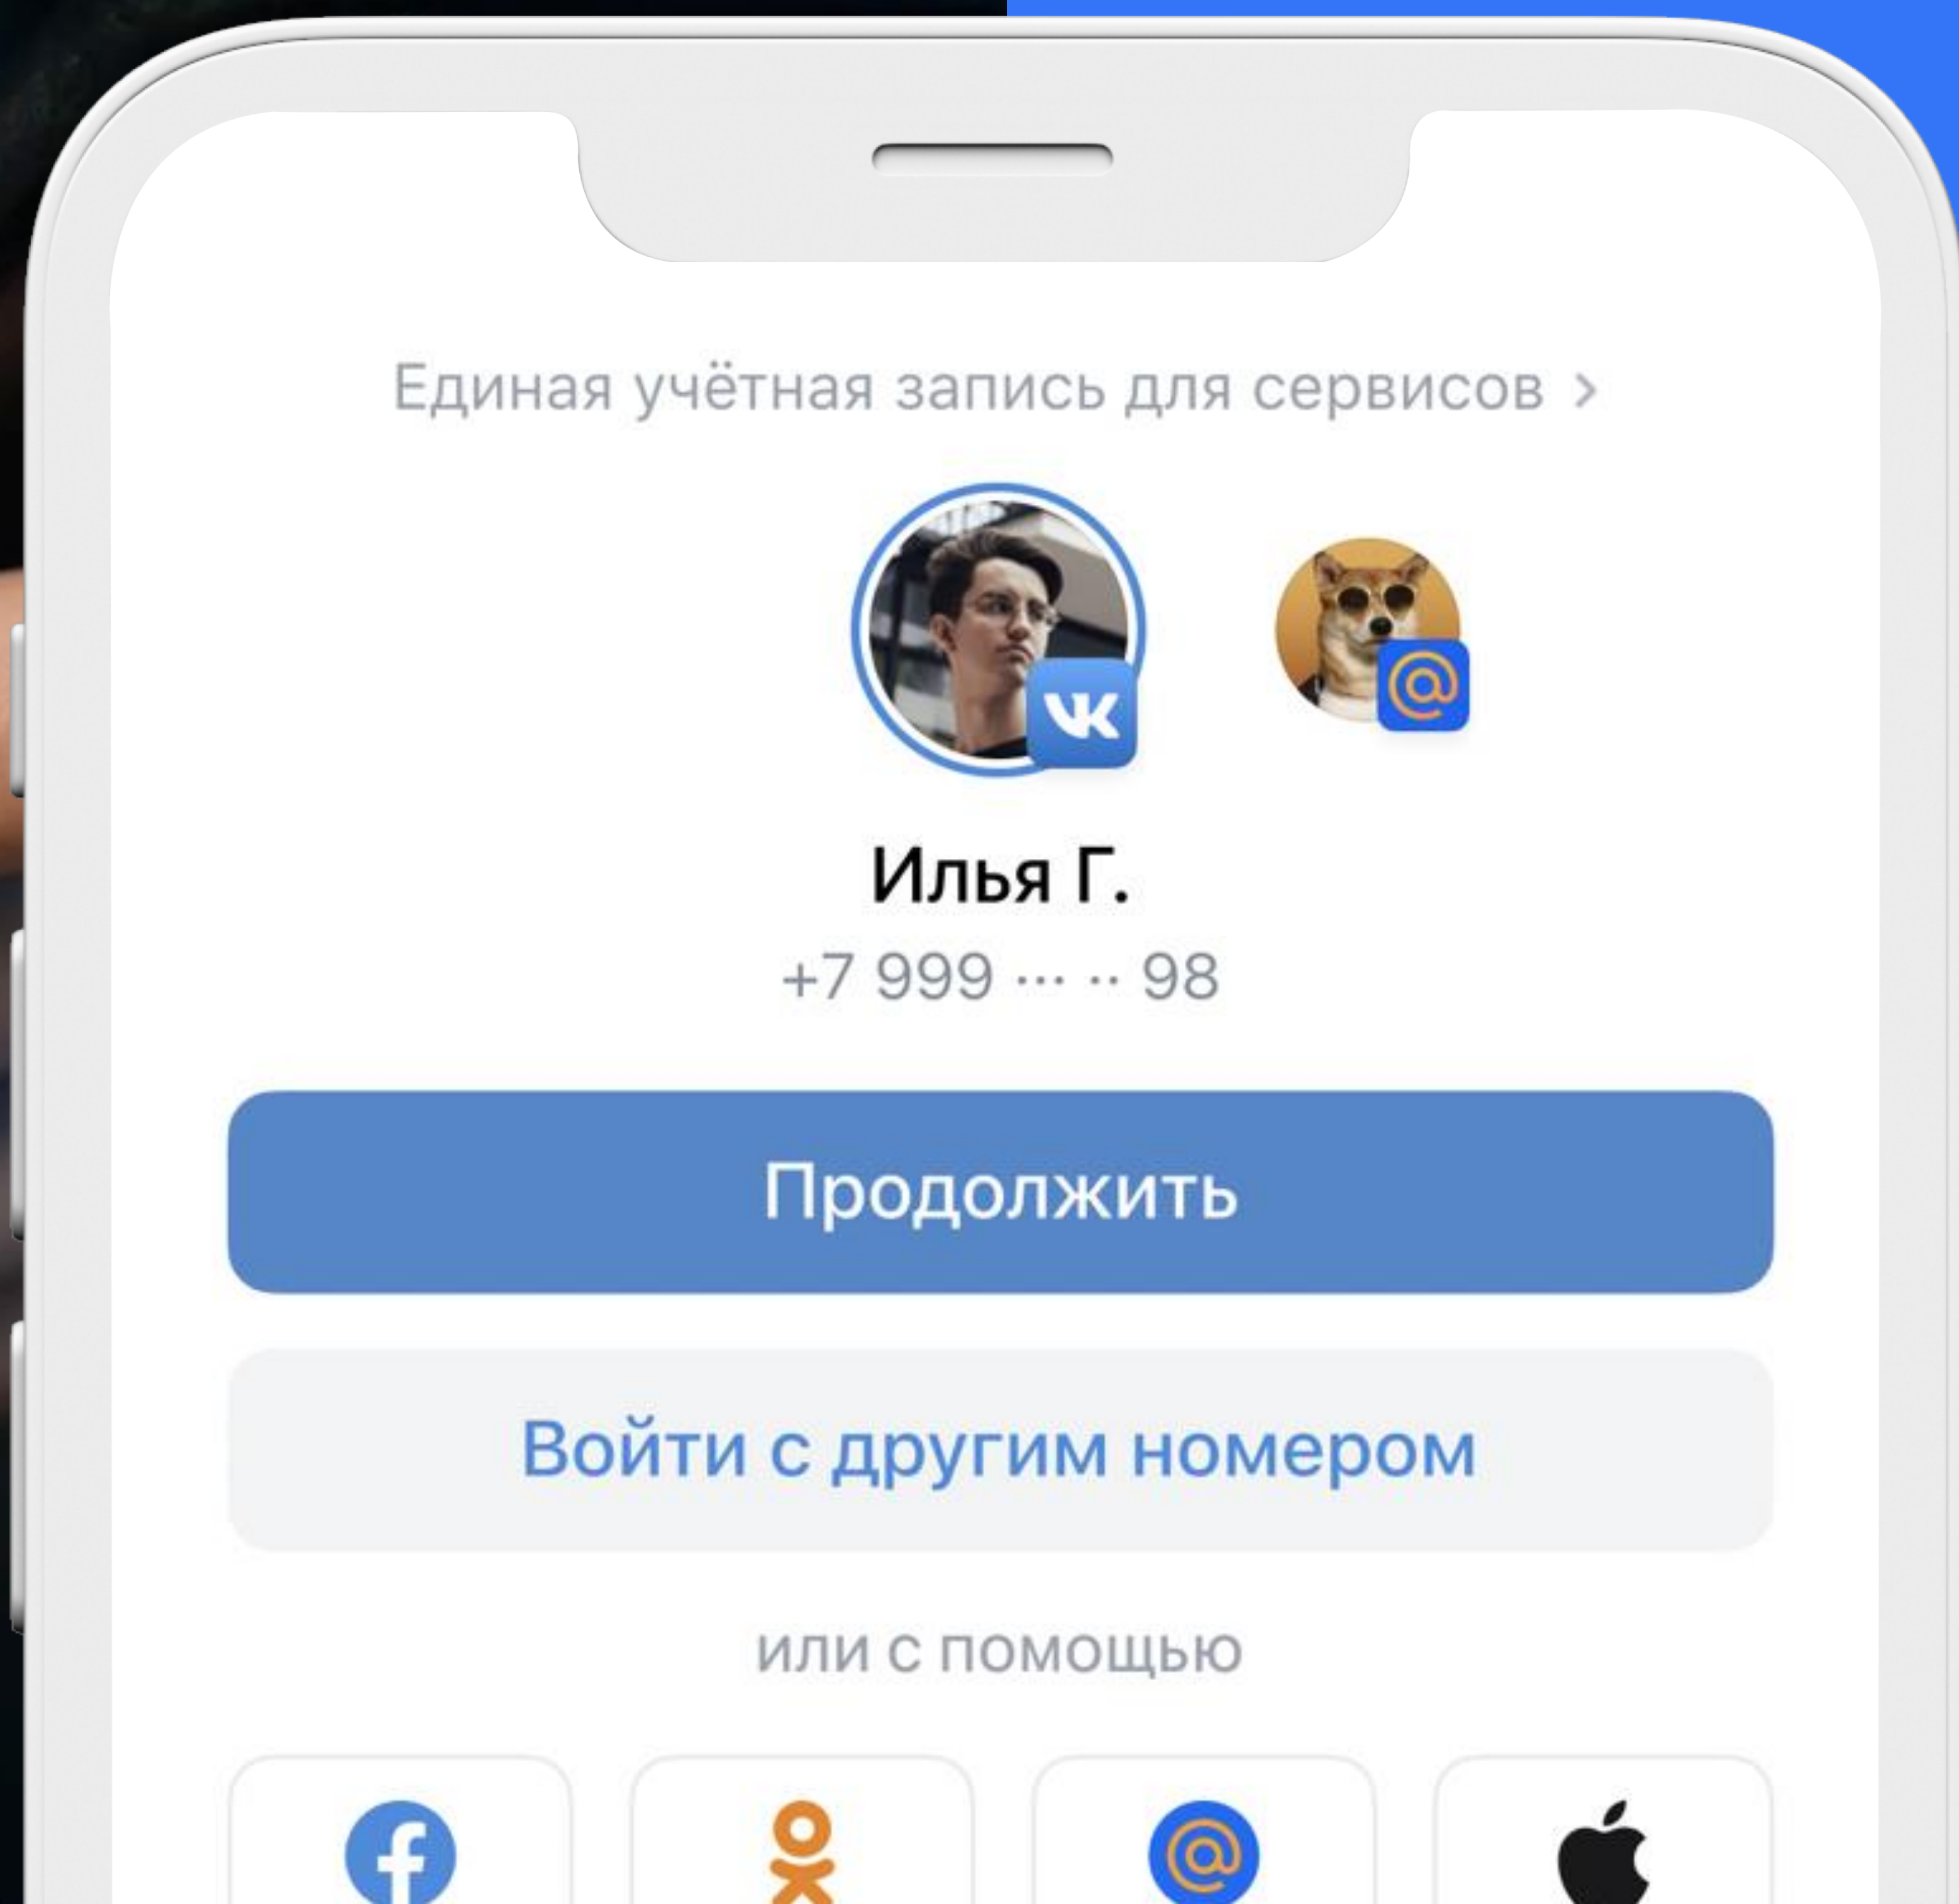 Единая учётная запись для сервисов
Илья Г.
+7 999 ··· ·· 98
Продолжить
Войти с другим номером
или с помощью